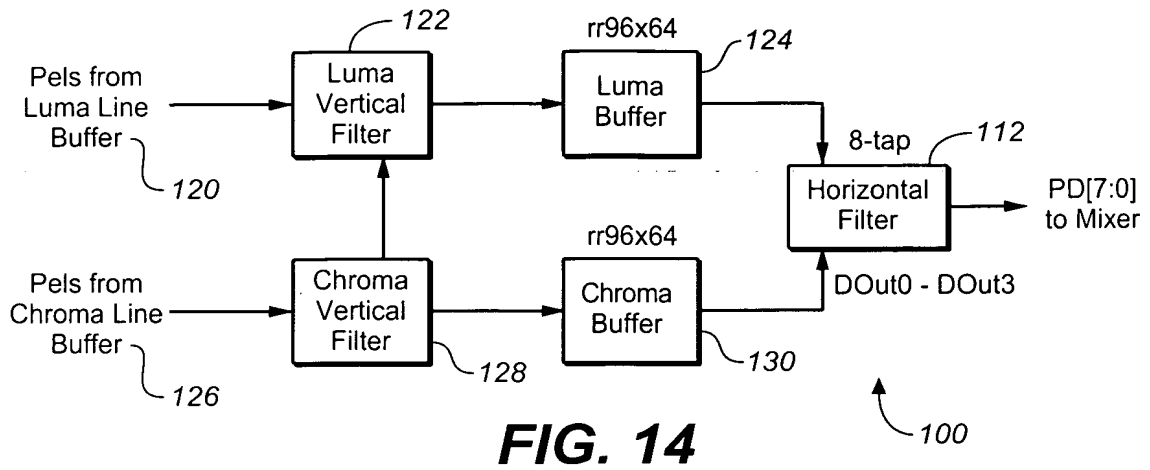 122
rr96x64
124
Pels from
Luma Line
Buffer
120
Luma
Vertical
Filter
Luma
Buffer
8-tap
112
Horizontal
Filter
PD[7:0]
to Mixer
rr96x64
Pels from
Chroma Line
Buffer
126
Chroma
Vertical
Filter
128
Chroma
Buffer
130
DOut0 - DOut3
100
FIG. 14